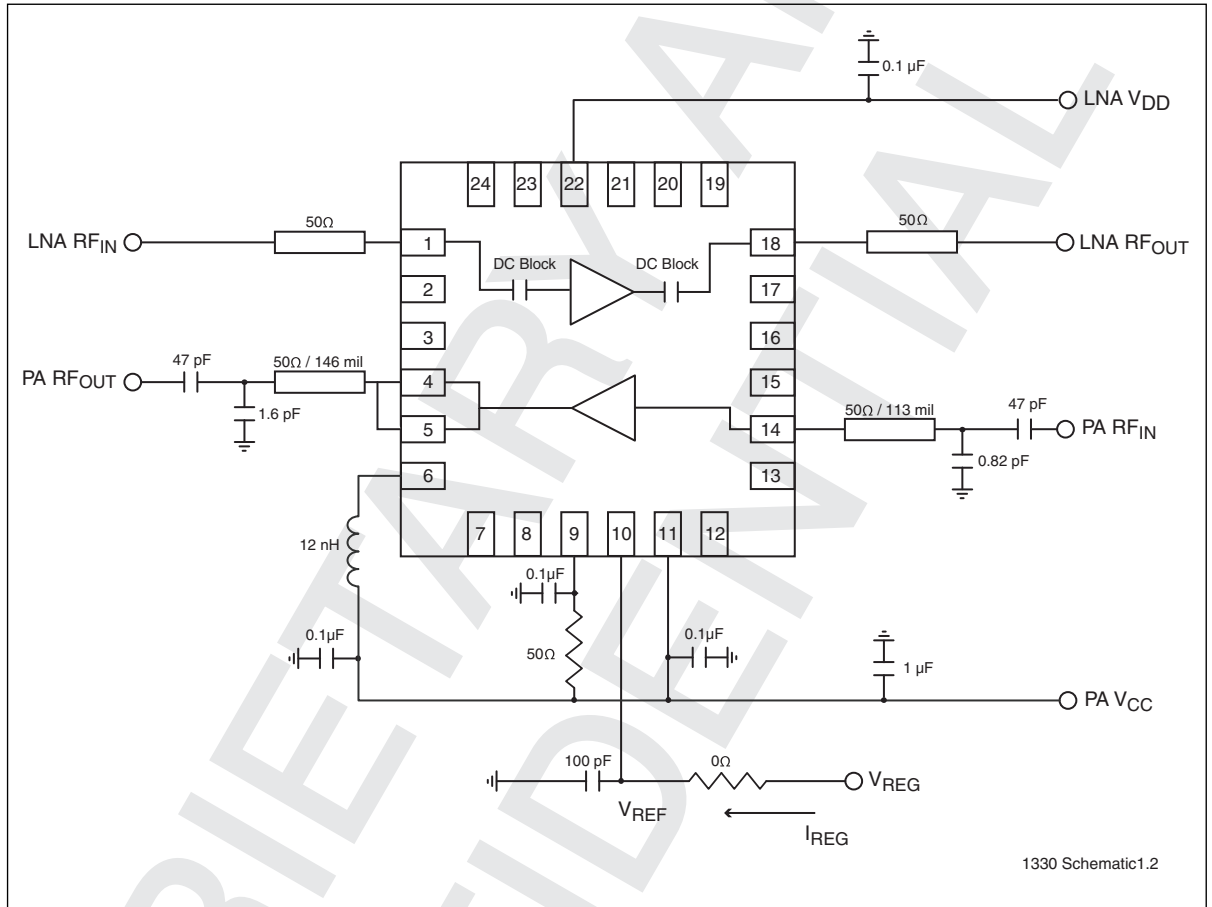 0.1 µF
LNA VDD
24 23 22 21 20 19
LNA RFIN
50Ω
1
DC Block
DC Block
18
50Ω
LNA RFOUT
2
17
3
16
PA RFOUT
47 pF
50Ω / 146 mil
4
15
1.6 pF
5
14
50Ω / 113 mil
47 pF
PA RFIN
0.82 pF
6
13
7 8 9 10 11 12
12 nH
0.1µF
0.1µF
50Ω
0.1µF
1 µF
PA VCC
100 pF
0Ω
VREG
VREF
IREG
1330 Schematic1.2